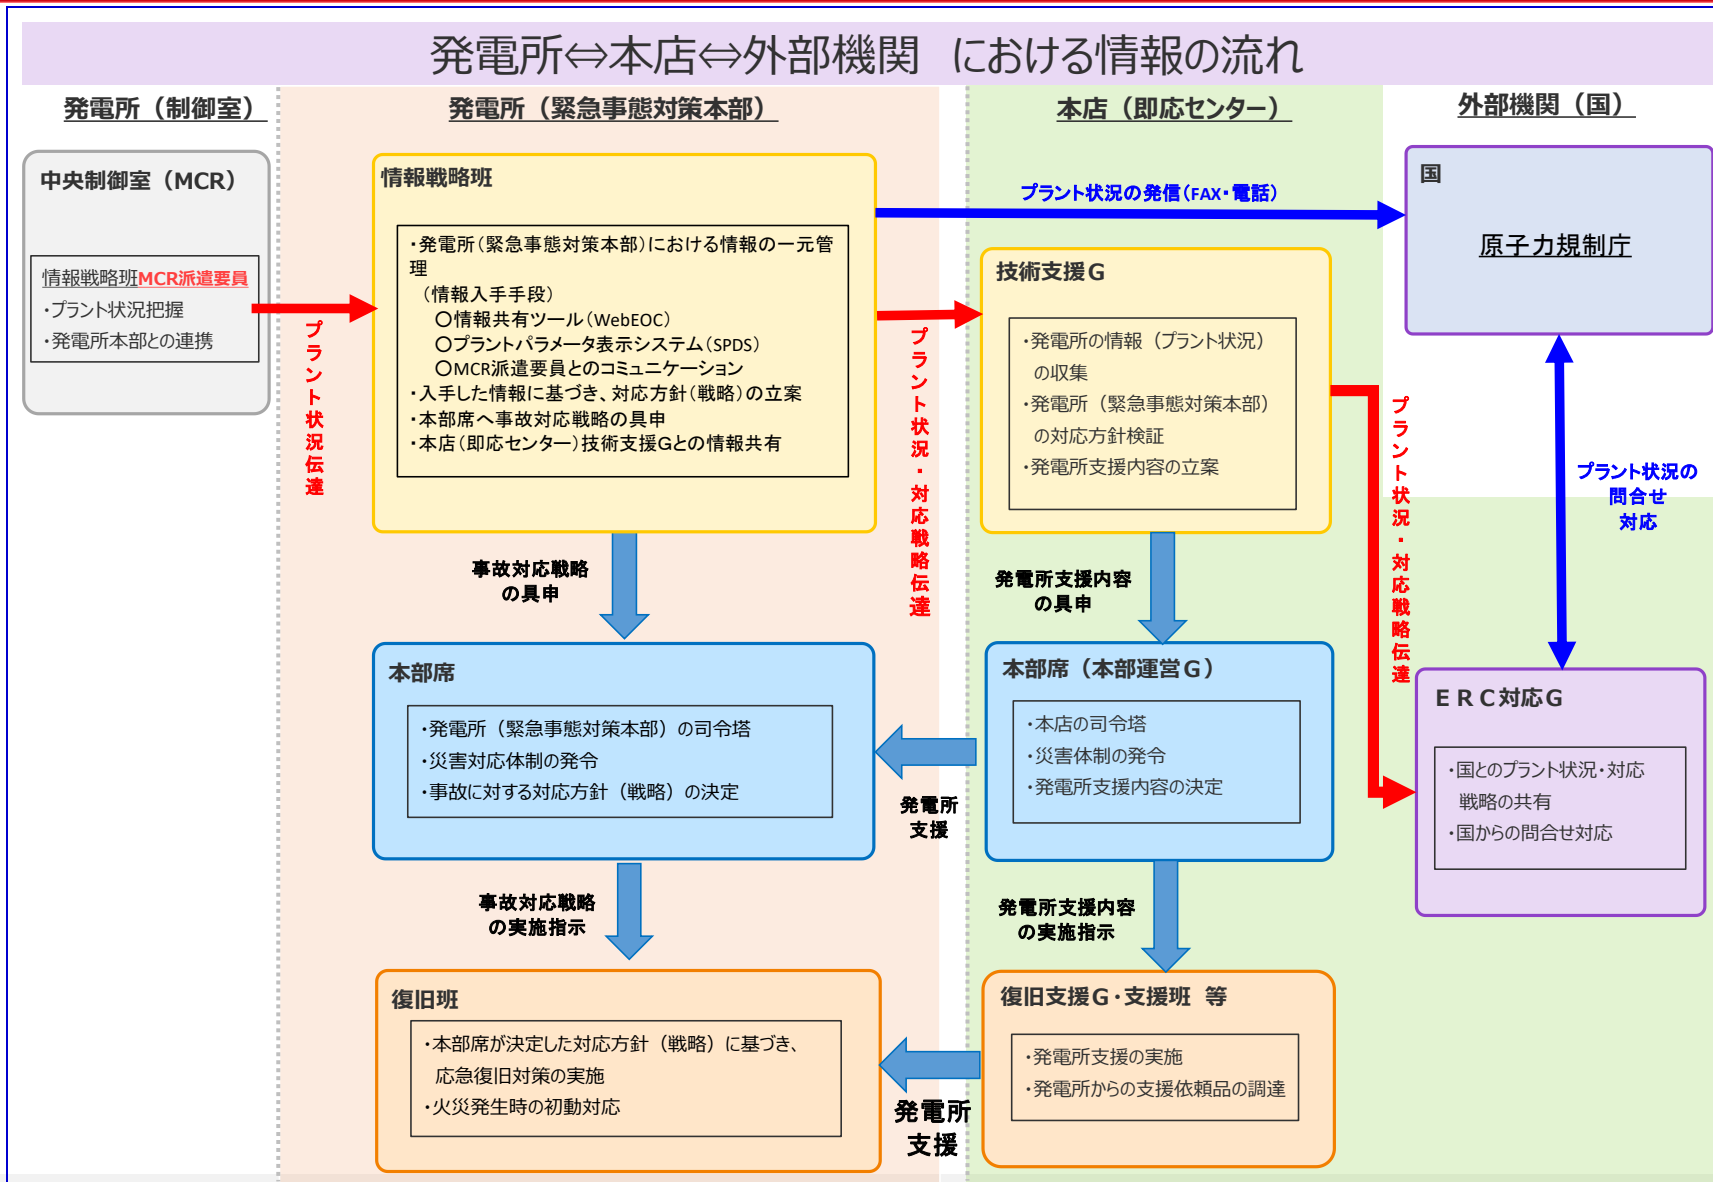 発電所⇔本店⇔外部機関　における情報の流れ
発電所（制御室）
発電所（緊急事態対策本部）
本店（即応センター）
外部機関（国）
中央制御室（MCR）
情報戦略班MCR派遣要員
・プラント状況把握
・発電所本部との連携
プラント状況伝達
情報戦略班
・発電所（緊急事態対策本部）における情報の一元管
理
（情報入手手段）
〇情報共有ツール（WebEOC）
〇プラントパラメータ表示システム（SPDS）
〇MCR派遣要員とのコミュニケーション
・入手した情報に基づき、対応方針（戦略）の立案
・本部席へ事故対応戦略の具申
・本店（即応センター）技術支援Gとの情報共有
プラント状況・対応戦略伝達
プラント状況の発信（FAX・電話）
技術支援G
・発電所の情報（プラント状況）
の収集
・発電所（緊急事態対策本部）
の対応方針検証
・発電所支援内容の立案
プラント状況・対応戦略伝達
国
原子力規制庁
プラント状況の
問合せ
対応
事故対応戦略
の具申
発電所支援内容
の具申
本部席
・発電所（緊急事態対策本部）の司令塔
・災害対応体制の発令
・事故に対する対応方針（戦略）の決定
発電所
支援
本部席（本部運営G）
・本店の司令塔
・災害体制の発令
・発電所支援内容の決定
ＥＲＣ対応G
・国とのプラント状況・対応
戦略の共有
・国からの問合せ対応
事故対応戦略
の実施指示
発電所支援内容
の実施指示
復旧班
・本部席が決定した対応方針（戦略）に基づき、
応急復旧対策の実施
・火災発生時の初動対応
発電所
支援
復旧支援G・支援班　等
・発電所支援の実施
・発電所からの支援依頼品の調達